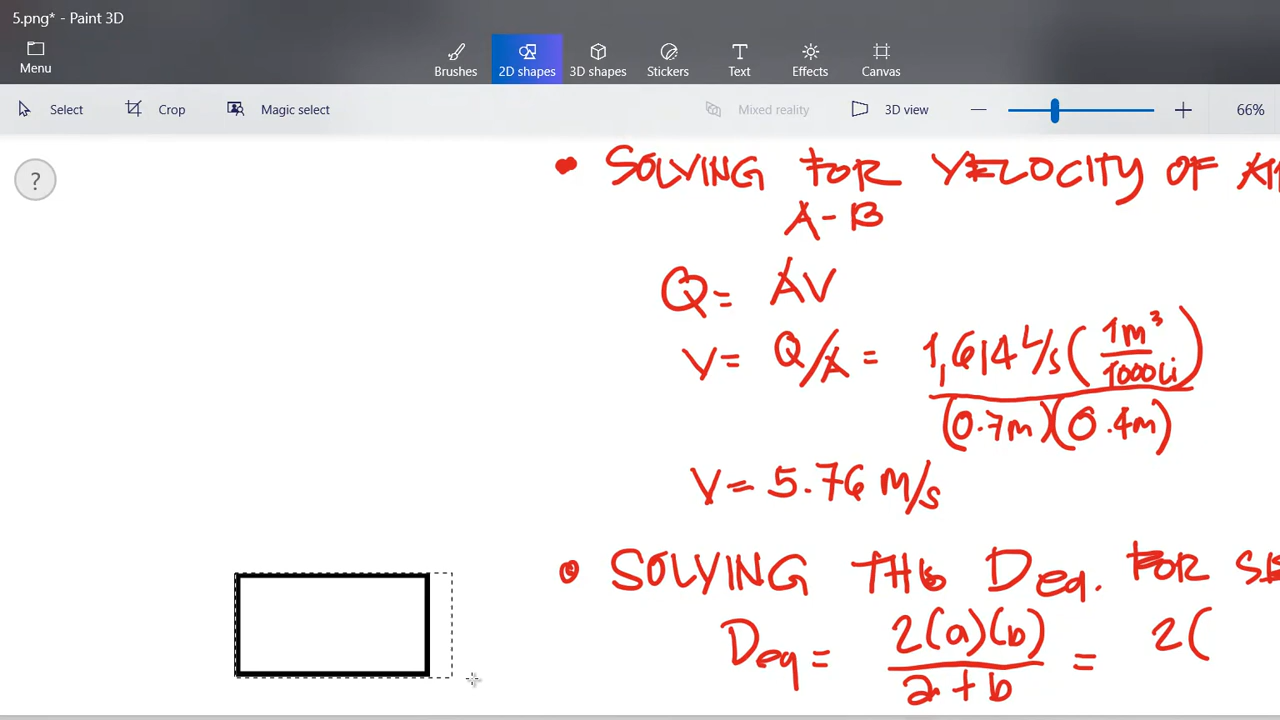 5.png* - Paint 3D
Menu
Brushes
2D shapes
3D shapes
Stickers
Text
Effects
Canvas
Select
Crop
Magic select
Mixed reality
3D view
66%
?
• SOLVING FOR VELOCITY OF
A-B
Q = AV
V = Q/A = 1,614 L/s (1m³/1000Li) / (0.7m)(0.4m)
V = 5.76 m/s
• SOLVING THE Deq. FOR
Deq = 2(a)(b) / a+b = 2(